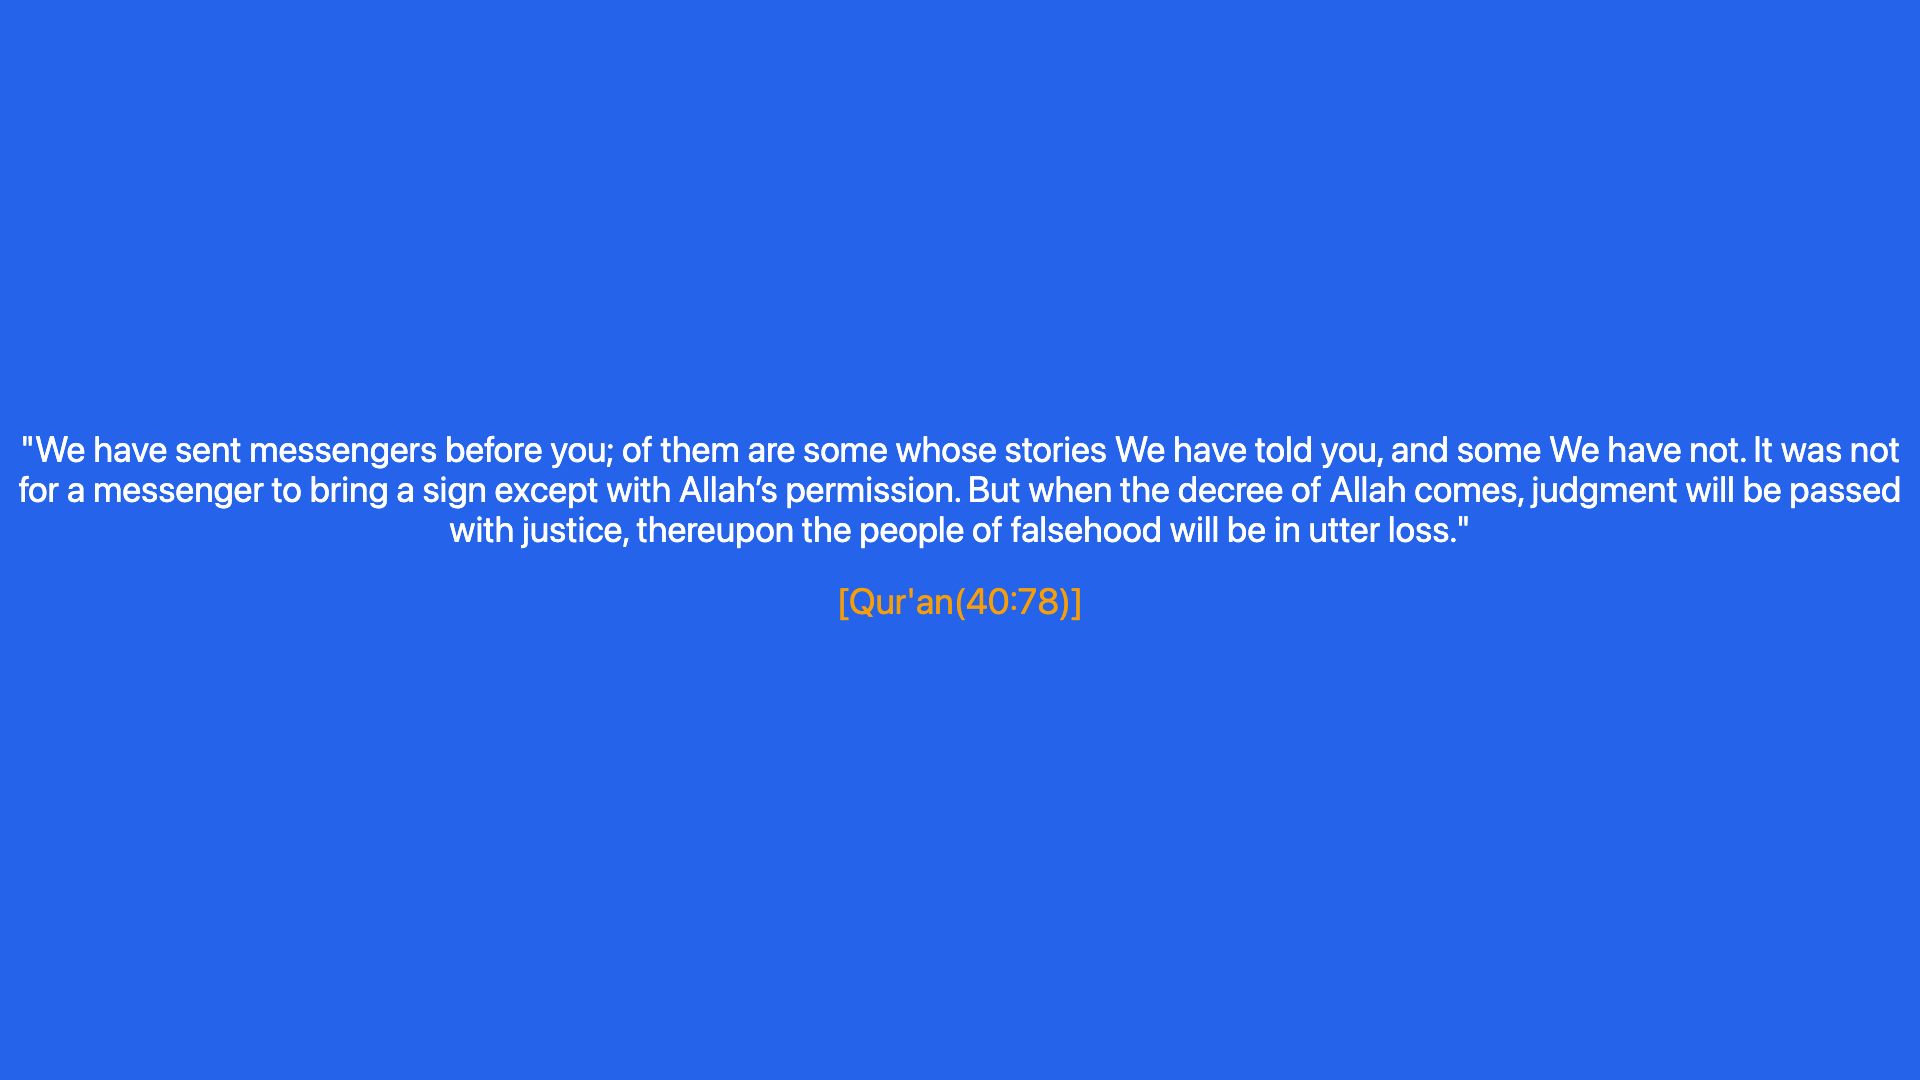 "We have sent messengers before you; of them are some whose stories We have told you, and some We have not. It was not
for a messenger to bring a sign except with Allah’s permission. But when the decree of Allah comes, judgment will be passed
with justice, thereupon the people of falsehood will be in utter loss."
[Qur'an(40:78)]